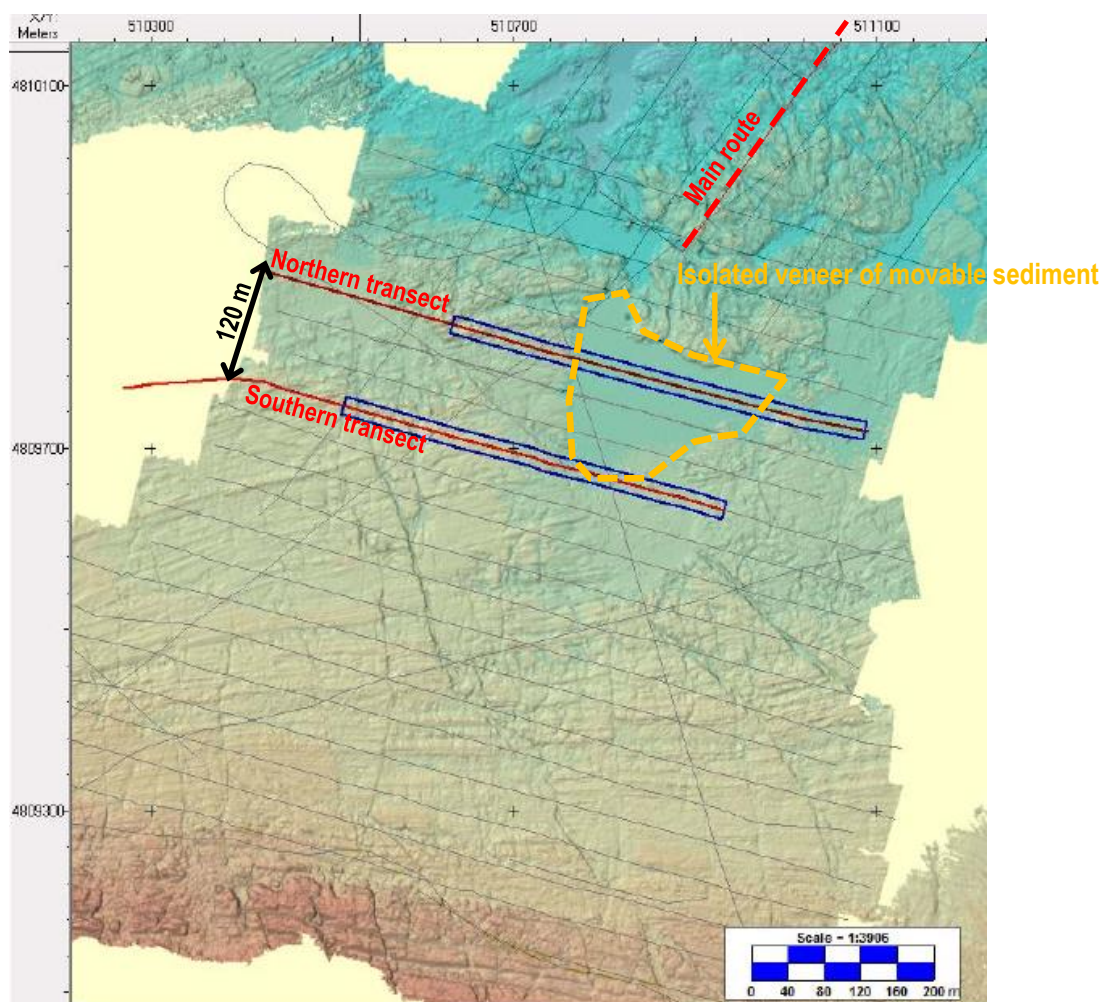 X/Y:
Meters
510300
510700
511100
4810100
Main route
Northern transect
Isolated veneer of movable sediment
120 m
Southern transect
4809700
4809300
Scale = 1:3906
0 40 80 120 160 200 m